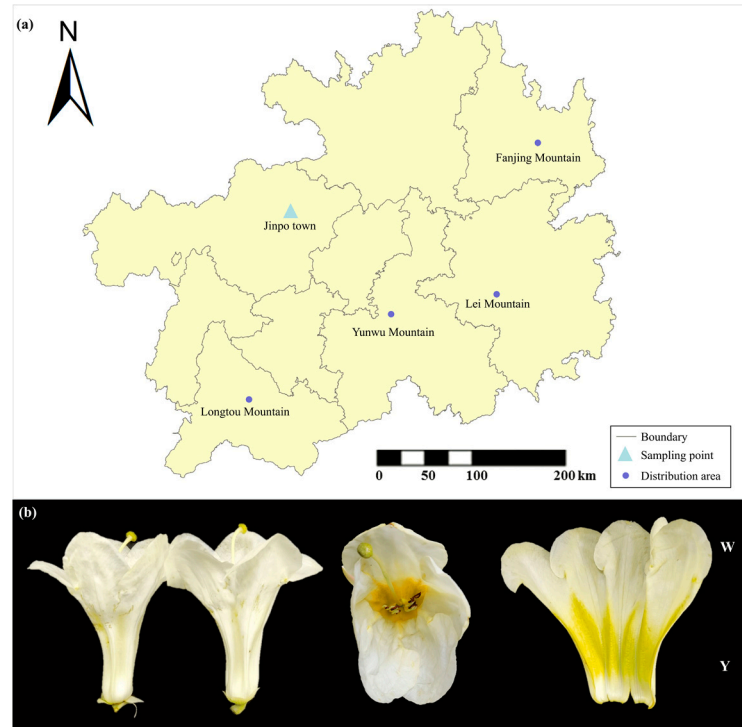 (a)
N
Fanjing Mountain
Jinpo town
Lei Mountain
Yunwu Mountain
Longtou Mountain
Boundary
Sampling point
Distribution area
0 50 100 200 km
(b)
W
Y